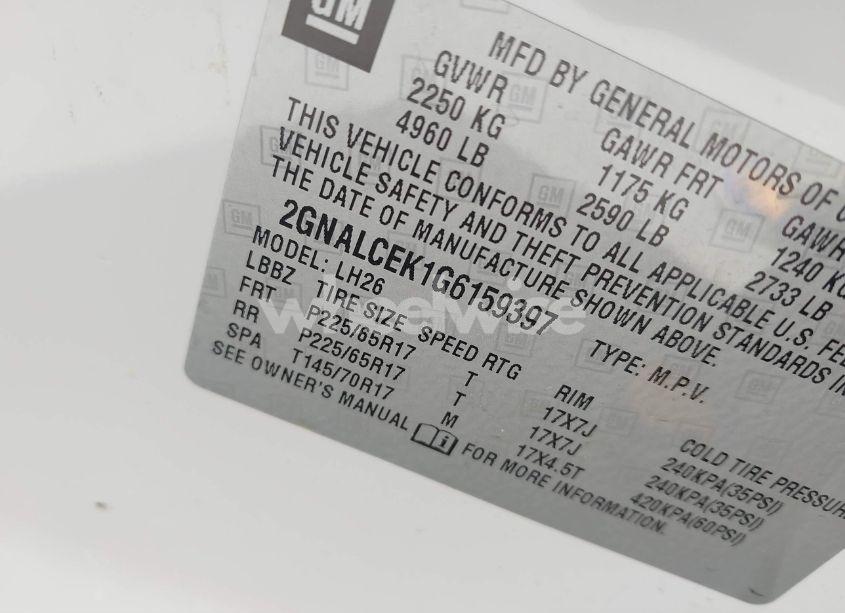 GM
MFD BY GENERAL MOTORS OF
GVWR GAWR FRT GAWR
2250 KG 1175 KG 1240 KG
4960 LB 2590 LB 2733 LB
THIS VEHICLE CONFORMS TO ALL APPLICABLE U.S.
VEHICLE SAFETY AND THEFT PREVENTION STANDARDS IN
THE DATE OF MANUFACTURE SHOWN ABOVE.
2GNALCEK1G6159397 TYPE: M.P.V.
MODEL: LH26
LBBZ TIRE SIZE SPEED RTG RIM COLD TIRE PRESSURE
FRT P225/65R17 T 17X7J 240KPA(35PSI)
RR P225/65R17 T 17X7J 240KPA(35PSI)
SPA T145/70R17 M 17X4.5T 420KPA(60PSI)
SEE OWNER'S MANUAL FOR MORE INFORMATION.
wheelwire